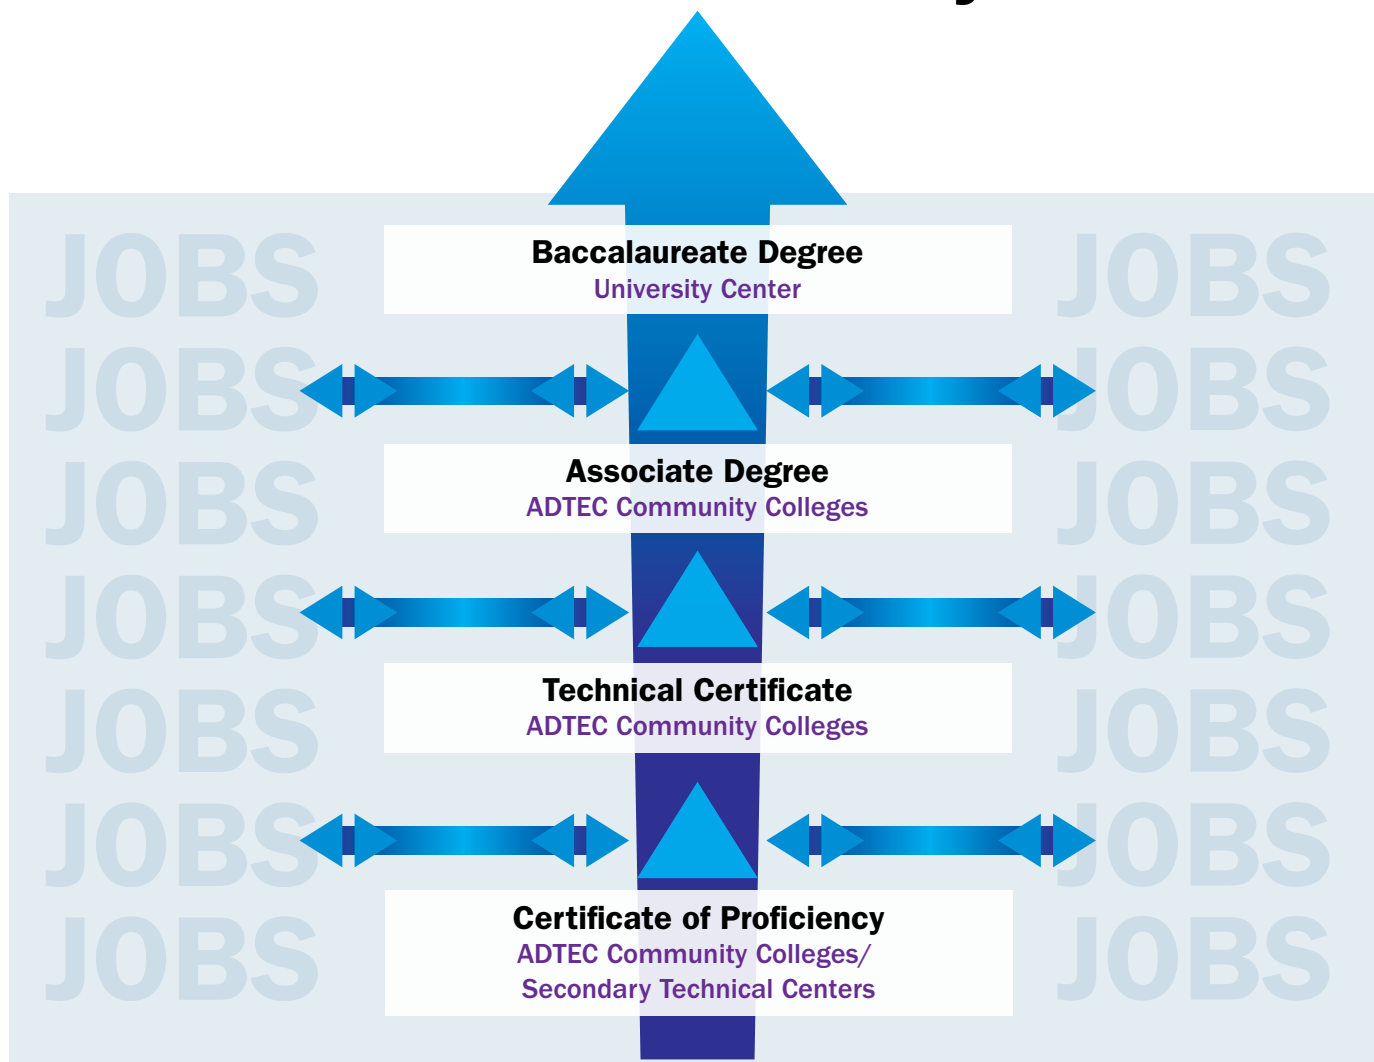 JOBS JOBS
Baccalaureate Degree
University Center
JOBS JOBS
Associate Degree
ADTEC Community Colleges
JOBS JOBS
JOBS JOBS
Technical Certificate
ADTEC Community Colleges
JOBS JOBS
JOBS JOBS
Certificate of Proficiency
ADTEC Community Colleges/
Secondary Technical Centers
JOBS JOBS